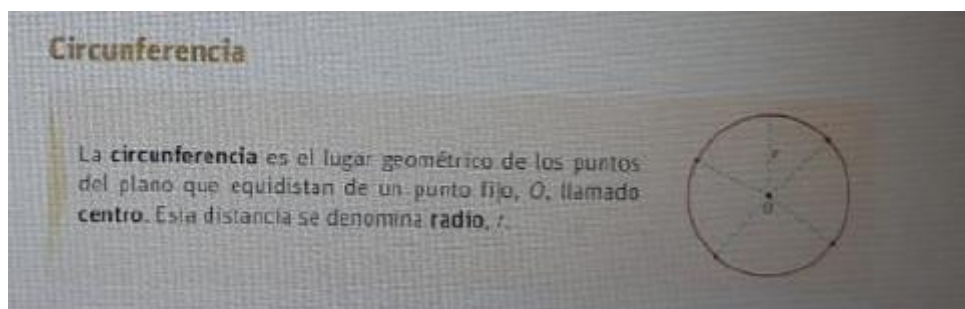 Circunferencia
La circunferencia es el lugar geométrico de los puntos
del plano que equidistan de un punto fijo, O, llamado
centro. Esta distancia se denomina radio, r.
r
O